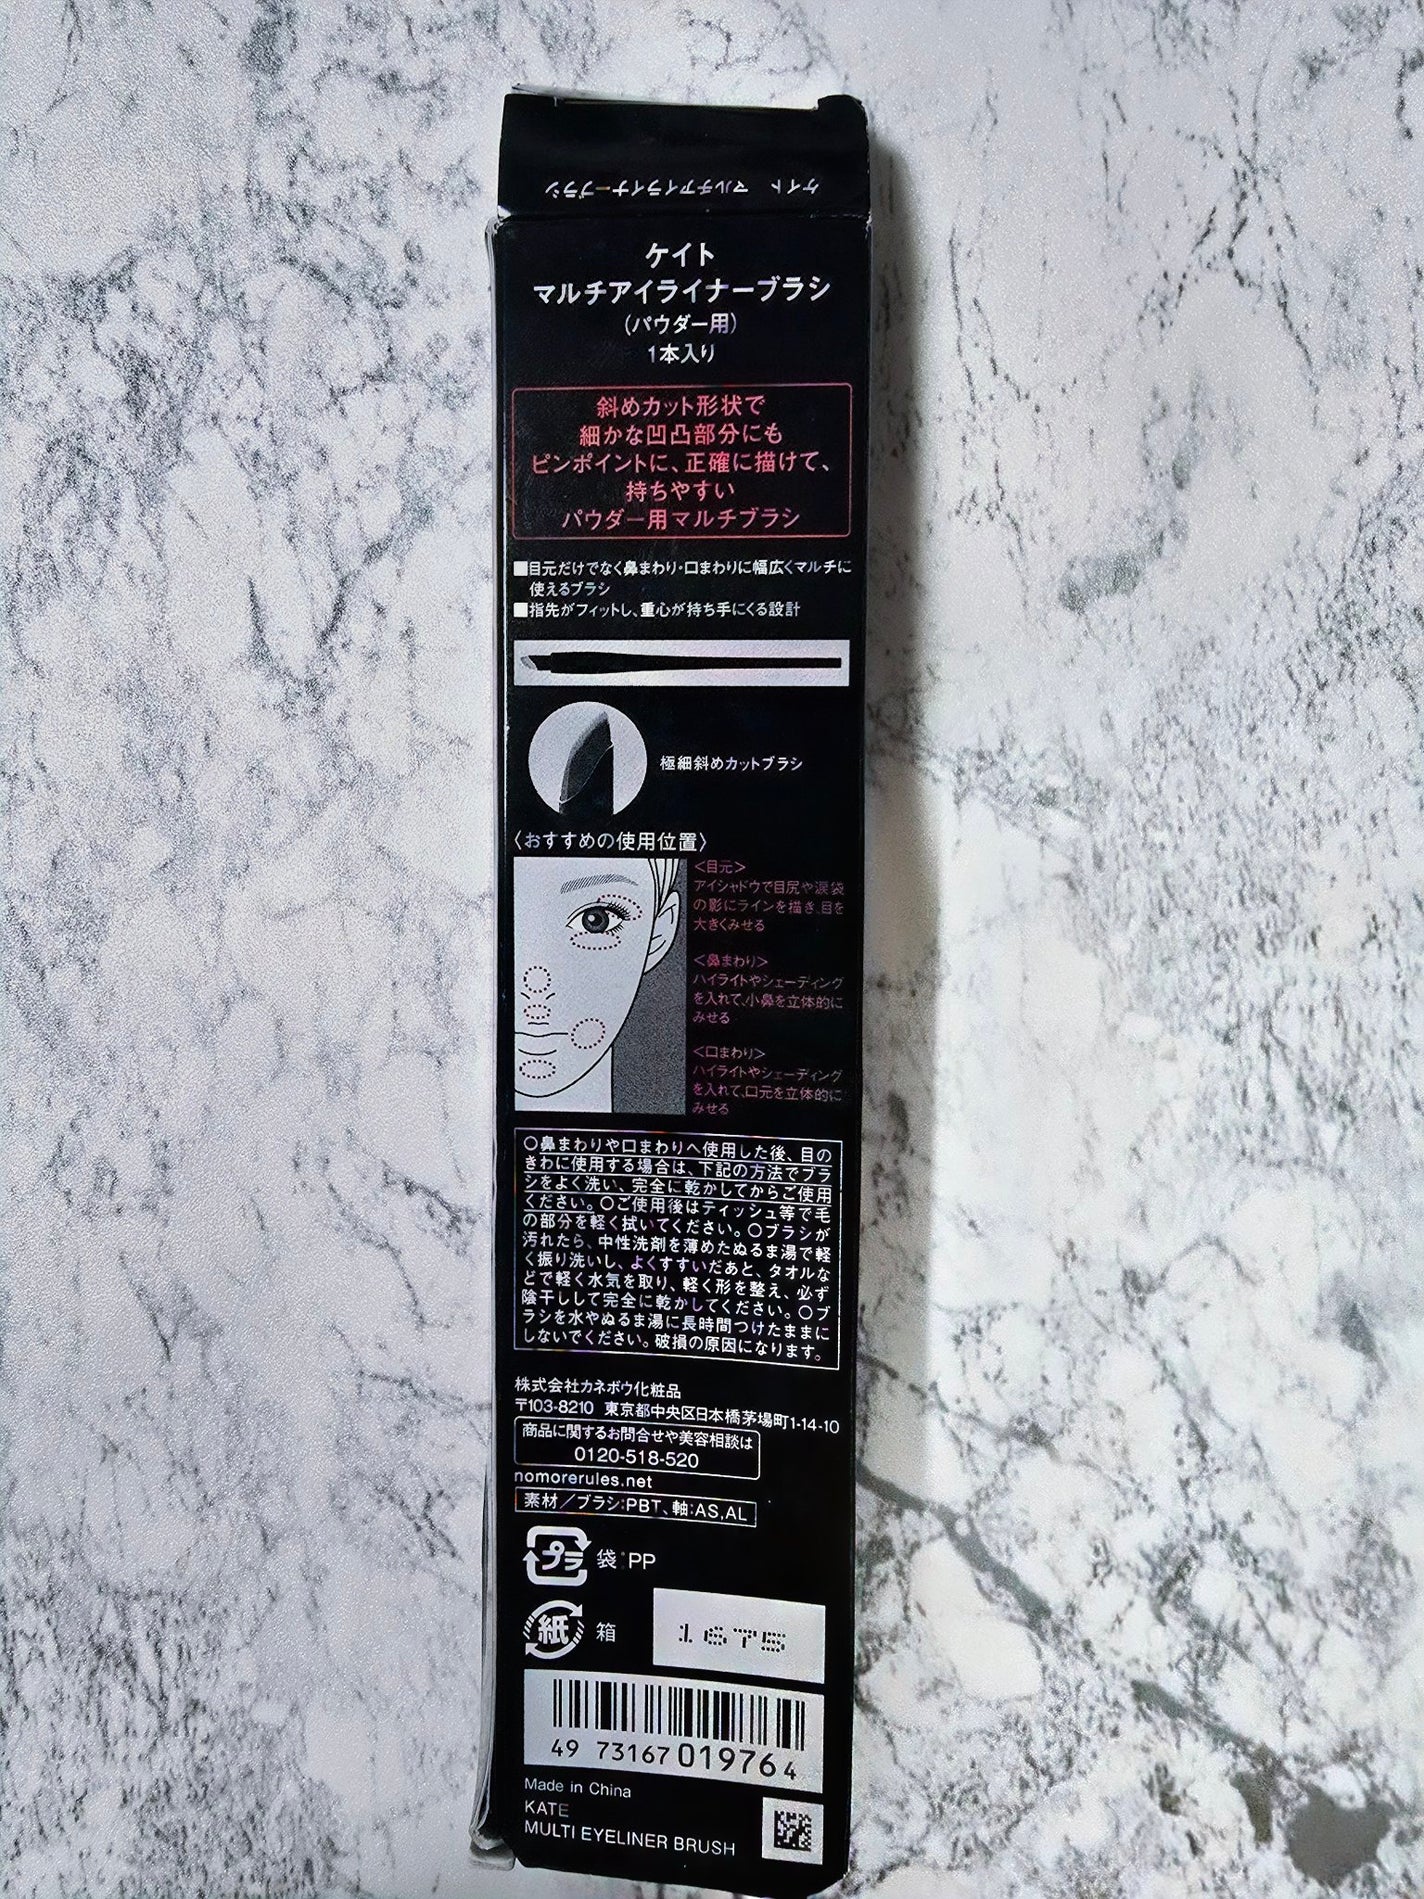 ケイト マルチアイライナーブラシ
ケイト
マルチアイライナーブラシ
(パウダー用)
1本入り
斜めカット形状で
細かな凹凸部分にも
ピンポイントに、正確に描けて、
持ちやすい
パウダー用マルチブラシ
■目元だけでなく鼻まわり・口まわりに幅広くマルチに
使えるブラシ
■指先がフィットし、重心が持ち手にくる設計
極細斜めカットブラシ
〈おすすめの使用位置〉
<目元>
アイシャドウで目尻や涙袋
の影にラインを描き、目を
大きくみせる
<鼻まわり>
ハイライトやシェーディング
を入れて、小鼻を立体的に
みせる
<口まわり>
ハイライトやシェーディング
を入れて、口元を立体的に
みせる
○鼻まわりや口まわりへ使用した後、目の
きわに使用する場合は、下記の方法でブラ
シをよく洗い、完全に乾かしてからご使用
ください。○ご使用後はティッシュ等で毛
の部分を軽く拭いてください。○ブラシが
汚れたら、中性洗剤を薄めたぬるま湯で軽
く振り洗いし、よくすすいだあと、タオルな
どで軽く水気を取り、軽く形を整え、必ず
陰干しして完全に乾かしてください。○ブ
ラシを水やぬるま湯に長時間つけたままに
しないでください。破損の原因になります。
株式会社カネボウ化粧品
〒103-8210 東京都中央区日本橋茅場町1-14-10
商品に関するお問合せや美容相談は
0120-518-520
nomorerules.net
素材/ブラシ:PBT、軸:AS,AL
プラ 袋:PP
紙 箱
1675
49 73167 019764
Made in China
KATE
MULTI EYELINER BRUSH